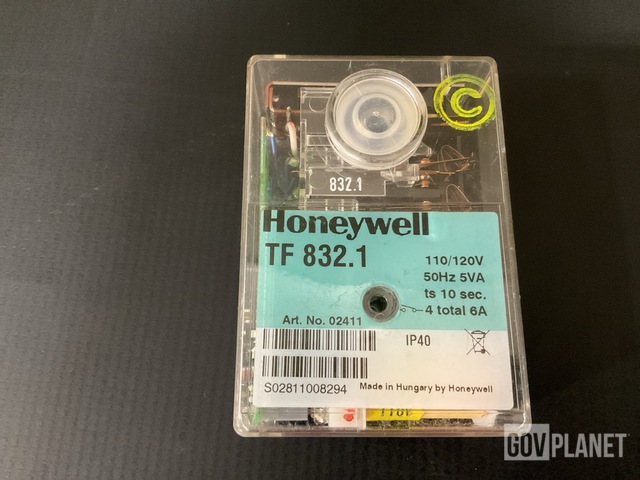 ©
832.1
Honeywell
TF 832.1
110/120V
50Hz 5VA
ts 10 sec.
4 total 6A
Art. No. 02411
IP40
S02811008294
Made in Hungary by Honeywell
GOVPLANET